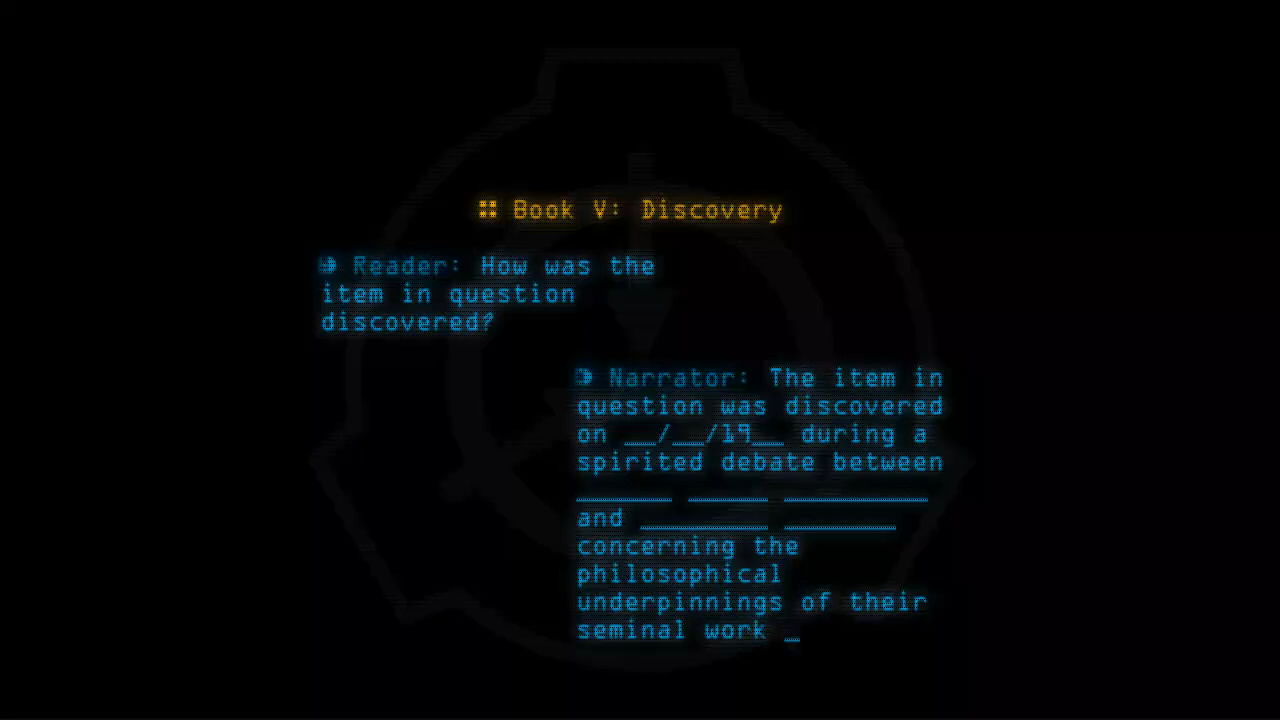 Book V: Discovery
Reader: How was the
item in question
discovered?
Narrator: The item in
question was discovered
on __/__/19__ during a
spirited debate between
______ _____ _________
and ________ _______
concerning the
philosophical
underpinnings of their
seminal work _